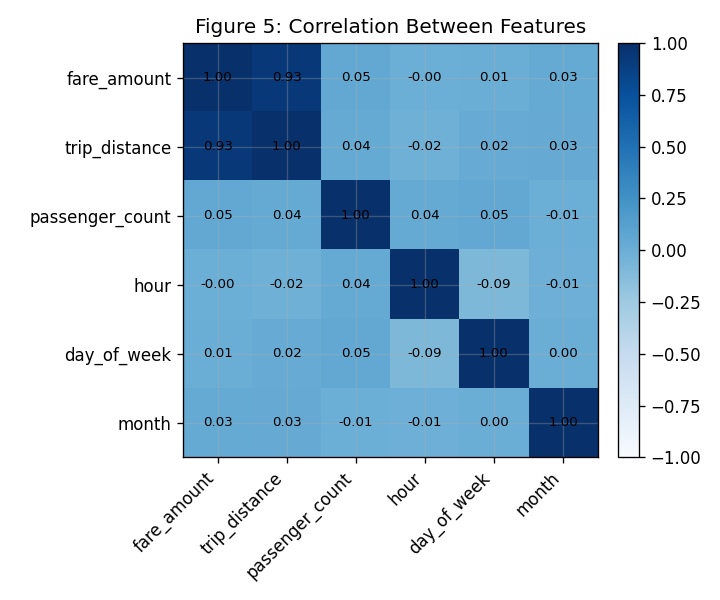 Figure 5: Correlation Between Features
fare_amount 1.00 0.93 0.05 -0.00 0.01 0.03
trip_distance 0.93 1.00 0.04 -0.02 0.02 0.03
passenger_count 0.05 0.04 1.00 0.04 0.05 -0.01
hour -0.00 -0.02 0.04 1.00 -0.09 -0.01
day_of_week 0.01 0.02 0.05 -0.09 1.00 0.00
month 0.03 0.03 -0.01 -0.01 0.00 1.00
fare_amount
trip_distance
passenger_count
hour
day_of_week
month
1.00
0.75
0.50
0.25
0.00
−0.25
−0.50
−0.75
−1.00